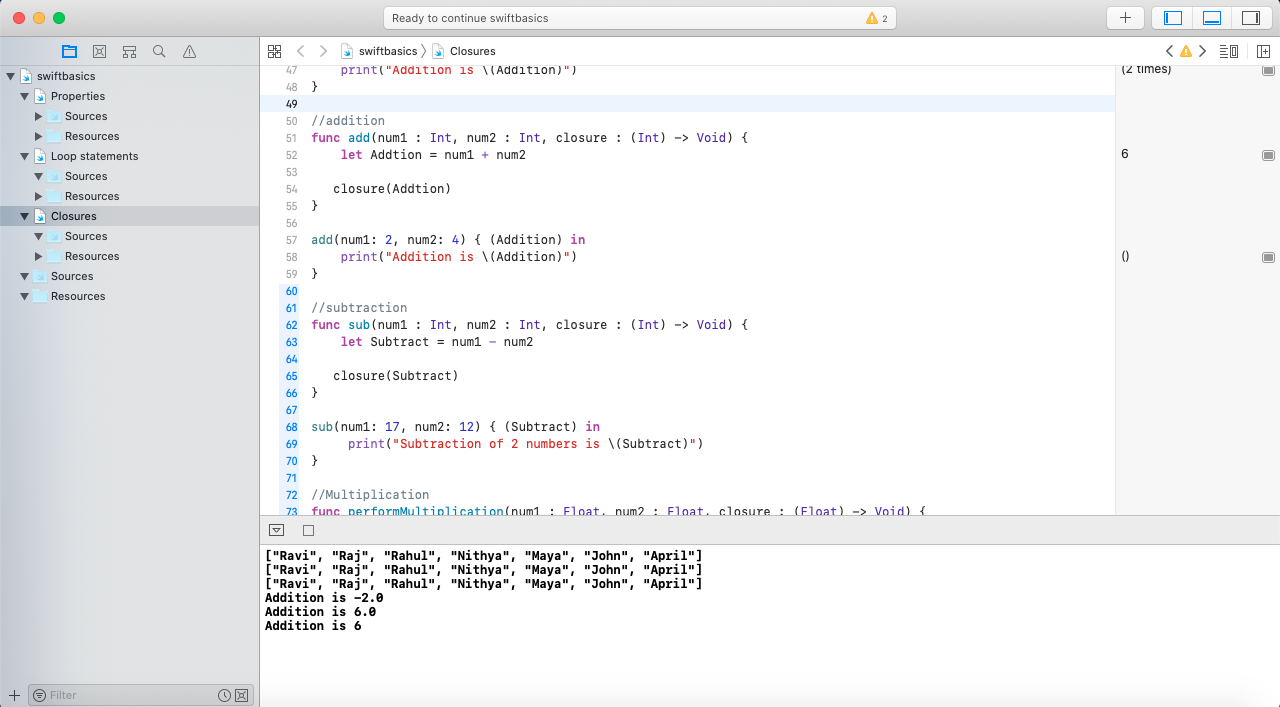 Ready to continue swiftbasics
2
swiftbasics
Closures
swiftbasics
Properties
Sources
Resources
Loop statements
Sources
Resources
Closures
Sources
Resources
Sources
Resources
Filter
47 print("Addition is \(Addition)")
(2 times)
48 }
49
50 //addition
51 func add(num1 : Int, num2 : Int, closure : (Int) -> Void) {
52 let Addtion = num1 + num2
6
53
54 closure(Addtion)
55 }
56
57 add(num1: 2, num2: 4) { (Addition) in
58 print("Addition is \(Addition)")
()
59 }
60
61 //subtraction
62 func sub(num1 : Int, num2 : Int, closure : (Int) -> Void) {
63 let Subtract = num1 - num2
64
65 closure(Subtract)
66 }
67
68 sub(num1: 17, num2: 12) { (Subtract) in
69 print("Subtraction of 2 numbers is \(Subtract)")
70 }
71
72 //Multiplication
73 func performMultiplication(num1 : Float, num2 : Float, closure : (Float) -> Void) {
["Ravi", "Raj", "Rahul", "Nithya", "Maya", "John", "April"]
["Ravi", "Raj", "Rahul", "Nithya", "Maya", "John", "April"]
["Ravi", "Raj", "Rahul", "Nithya", "Maya", "John", "April"]
Addition is -2.0
Addition is 6.0
Addition is 6